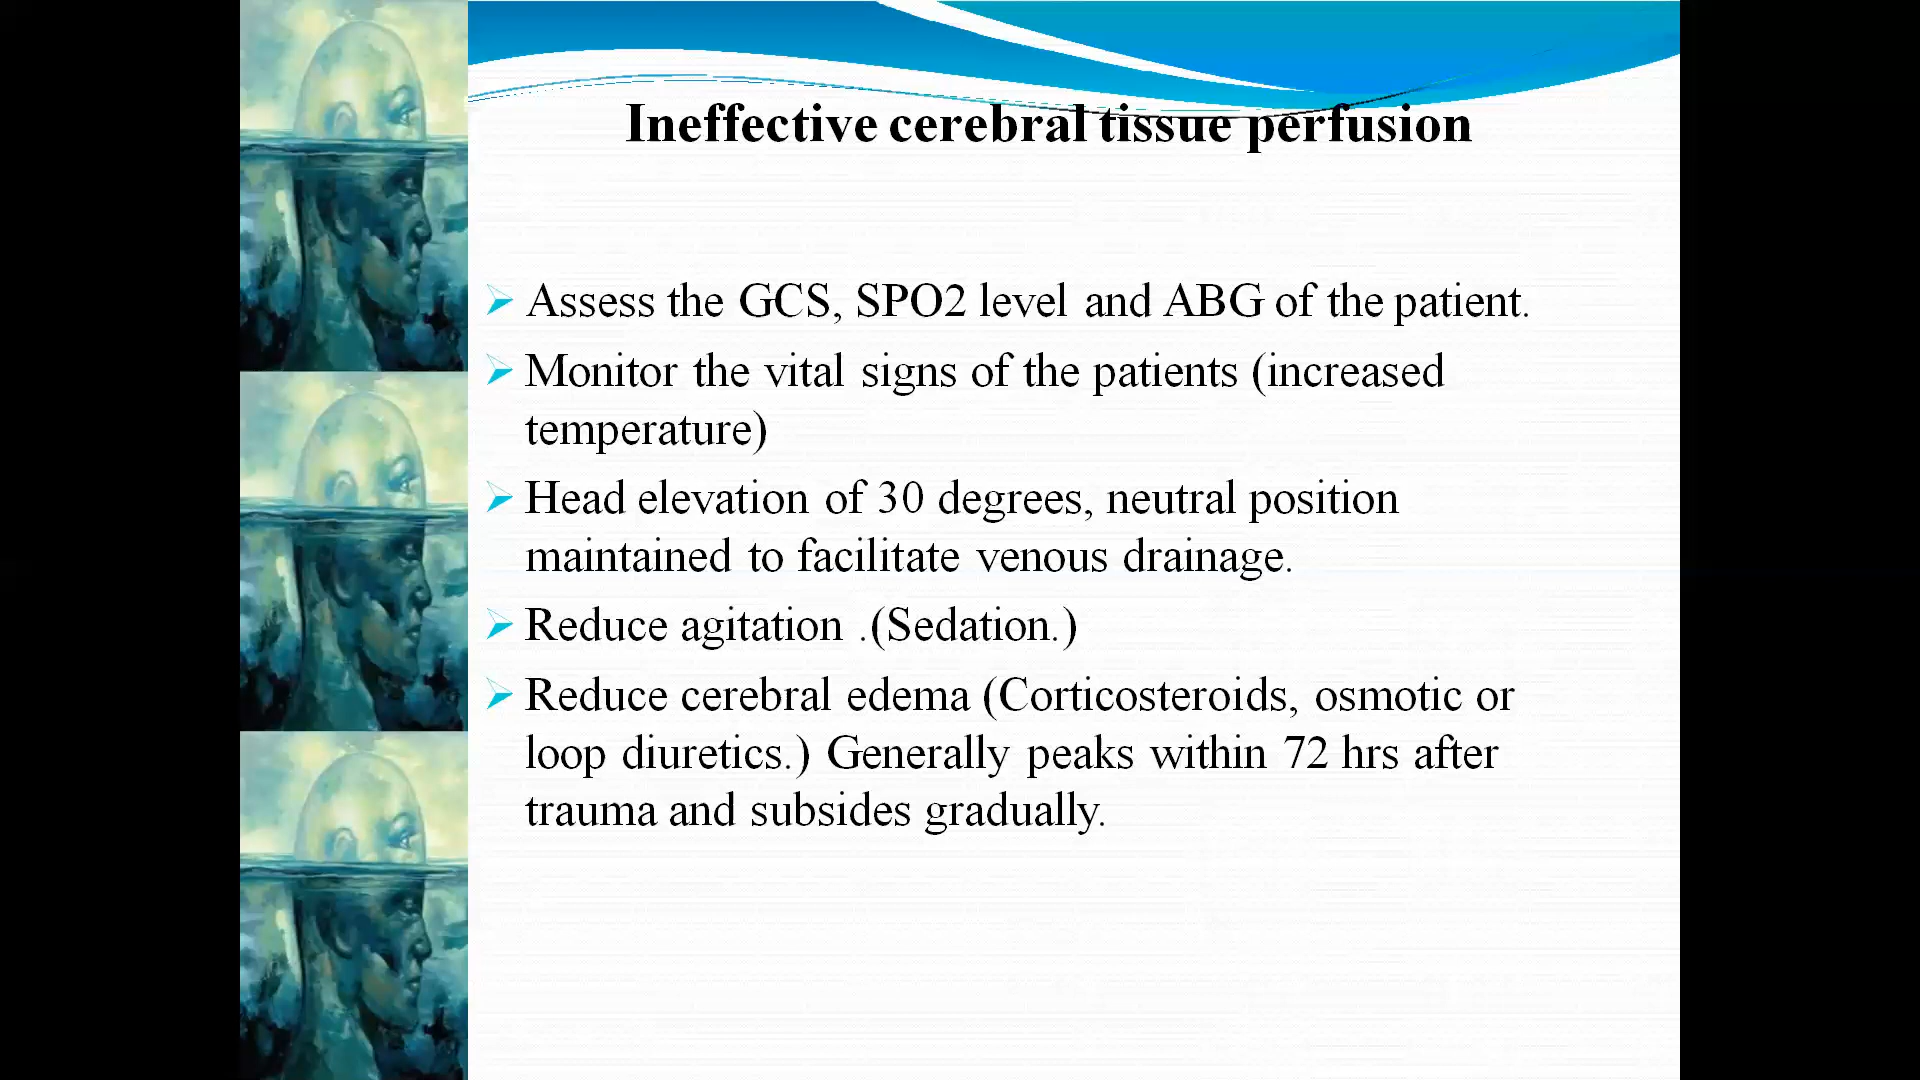 Ineffective cerebral tissue perfusion
Assess the GCS, SPO2 level and ABG of the patient.
Monitor the vital signs of the patients (increased
temperature)
Head elevation of 30 degrees, neutral position
maintained to facilitate venous drainage.
Reduce agitation .(Sedation.)
Reduce cerebral edema (Corticosteroids, osmotic or
loop diuretics.) Generally peaks within 72 hrs after
trauma and subsides gradually.